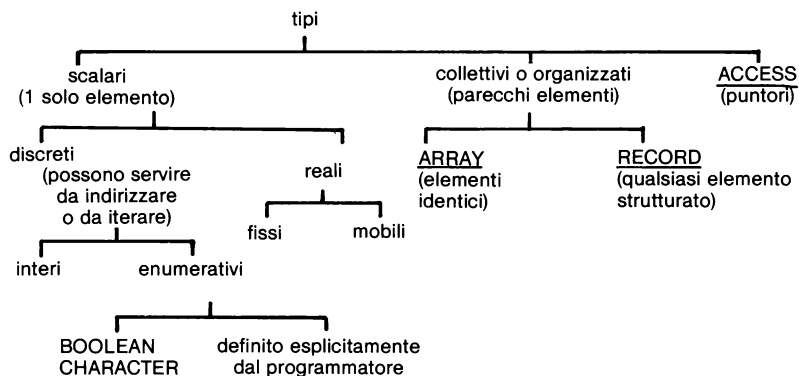 tipi
scalari
(1 solo elemento)
collettivi o organizzati
(parecchi elementi)
ACCESS
(puntori)
discreti
(possono servire
da indirizzare
o da iterare)
reali
ARRAY
(elementi
identici)
RECORD
(qualsiasi elemento
strutturato)
fissi
mobili
interi
enumerativi
BOOLEAN
CHARACTER
definito esplicitamente
dal programmatore